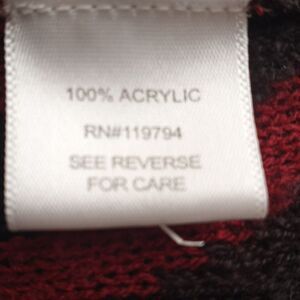 100% ACRYLIC
RN#119794
SEE REVERSE
FOR CARE